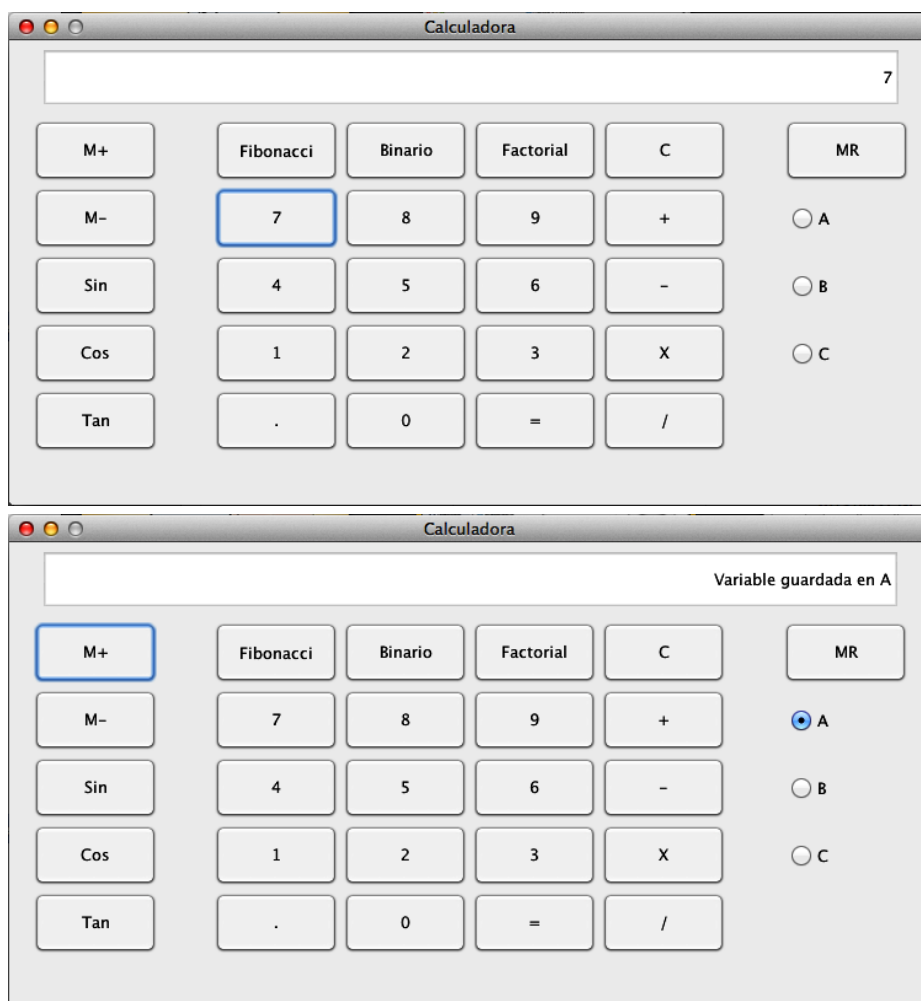 Calculadora
7
M+ Fibonacci Binario Factorial C MR
M- 7 8 9 + A
Sin 4 5 6 - B
Cos 1 2 3 X C
Tan . 0 = /
Calculadora
Variable guardada en A
M+ Fibonacci Binario Factorial C MR
M- 7 8 9 + A
Sin 4 5 6 - B
Cos 1 2 3 X C
Tan . 0 = /